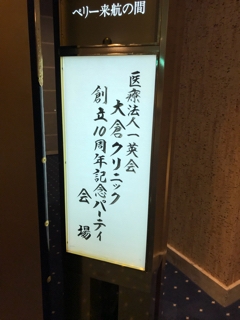 ペリー来航の間
医療法人一英会
大倉クリニック
創立10周年記念パーティ
会場